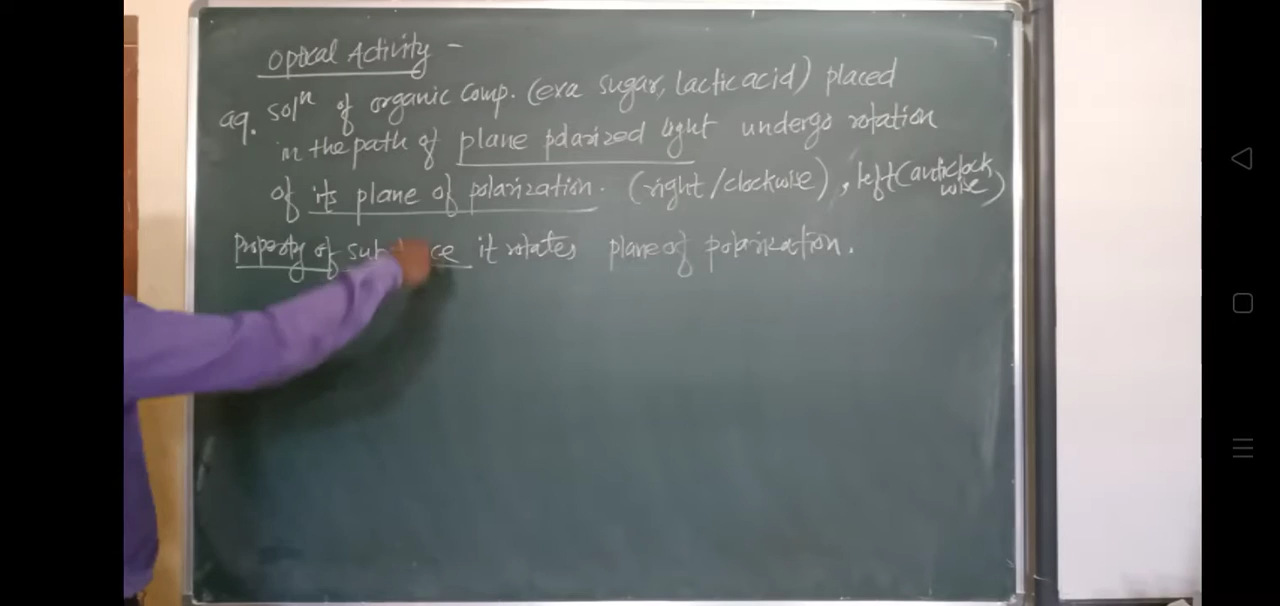 Optical Activity -
aq. solⁿ of organic comp. (exa sugar, lactic acid) placed
in the path of plane polarized light undergo rotation
of its plane of polarization. (right/clockwise), left (anticlock
wise)
Property of it rotates plane of polarization.